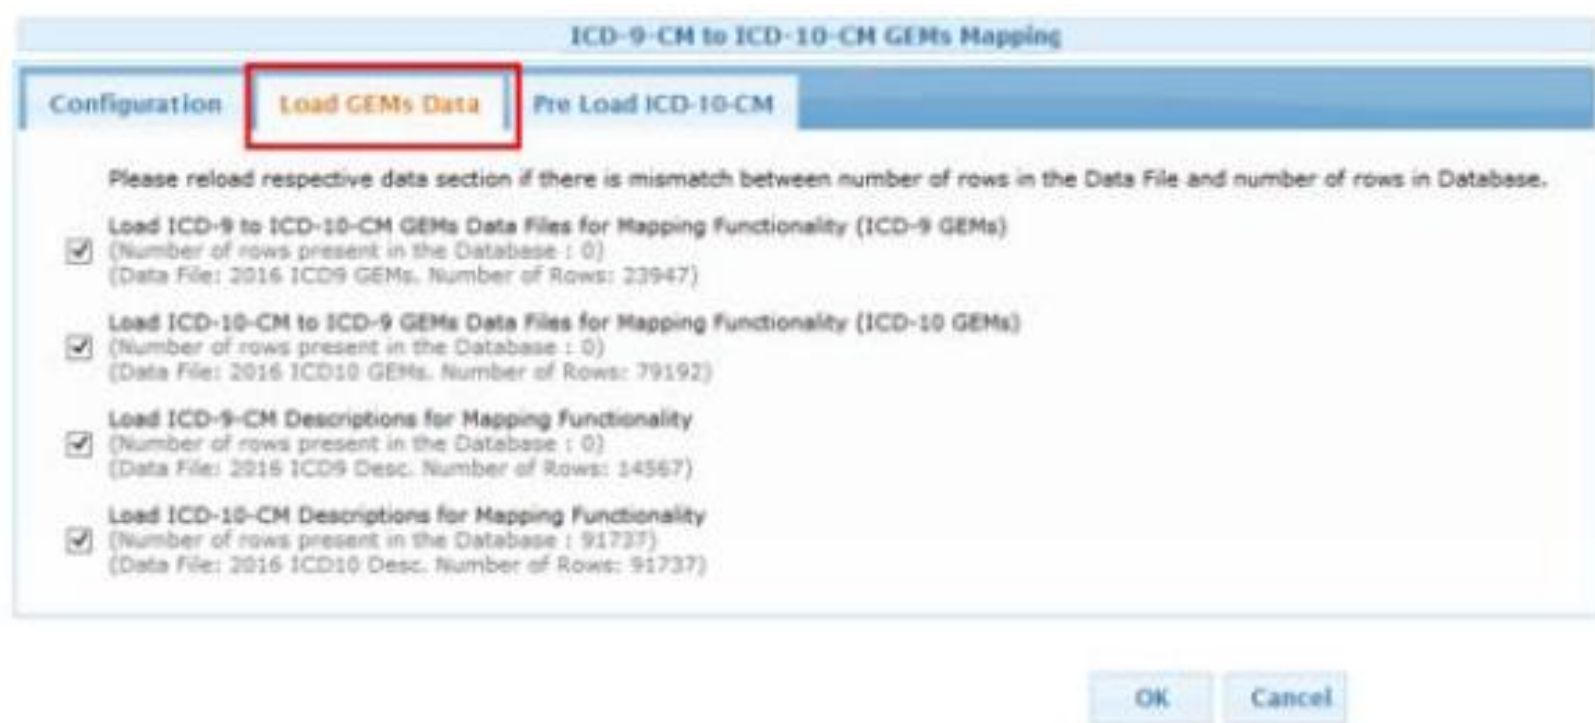 ICD-9-CM to ICD-10-CM GEMs Mapping
Configuration Load GEMs Data Pre Load ICD-10-CM
Please reload respective data section if there is mismatch between number of rows in the Data File and number of rows in Database.
Load ICD-9 to ICD-10-CM GEMs Data Files for Mapping Functionality (ICD-9 GEMs)
(Number of rows present in the Database : 0)
(Data File: 2016 ICD9 GEMs. Number of Rows: 23947)
Load ICD-10-CM to ICD-9 GEMs Data Files for Mapping Functionality (ICD-10 GEMs)
(Number of rows present in the Database : 0)
(Data File: 2016 ICD10 GEMs. Number of Rows: 79192)
Load ICD-9-CM Descriptions for Mapping Functionality
(Number of rows present in the Database : 0)
(Data File: 2016 ICD9 Desc. Number of Rows: 14567)
Load ICD-10-CM Descriptions for Mapping Functionality
(Number of rows present in the Database : 91737)
(Data File: 2016 ICD10 Desc. Number of Rows: 91737)
OK Cancel